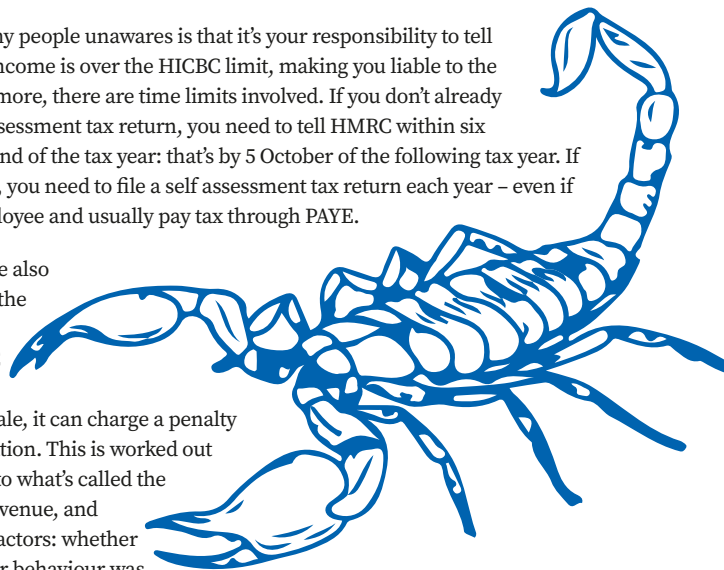 ny people unawares is that it’s your responsibility to tell
ncome is over the HICBC limit, making you liable to the
more, there are time limits involved. If you don’t already
ssessment tax return, you need to tell HMRC within six
nd of the tax year: that’s by 5 October of the following tax year. If
, you need to file a self assessment tax return each year – even if
loyee and usually pay tax through PAYE.
e also
the
ale, it can charge a penalty
tion. This is worked out
to what’s called the
venue, and
actors: whether
r behaviour was